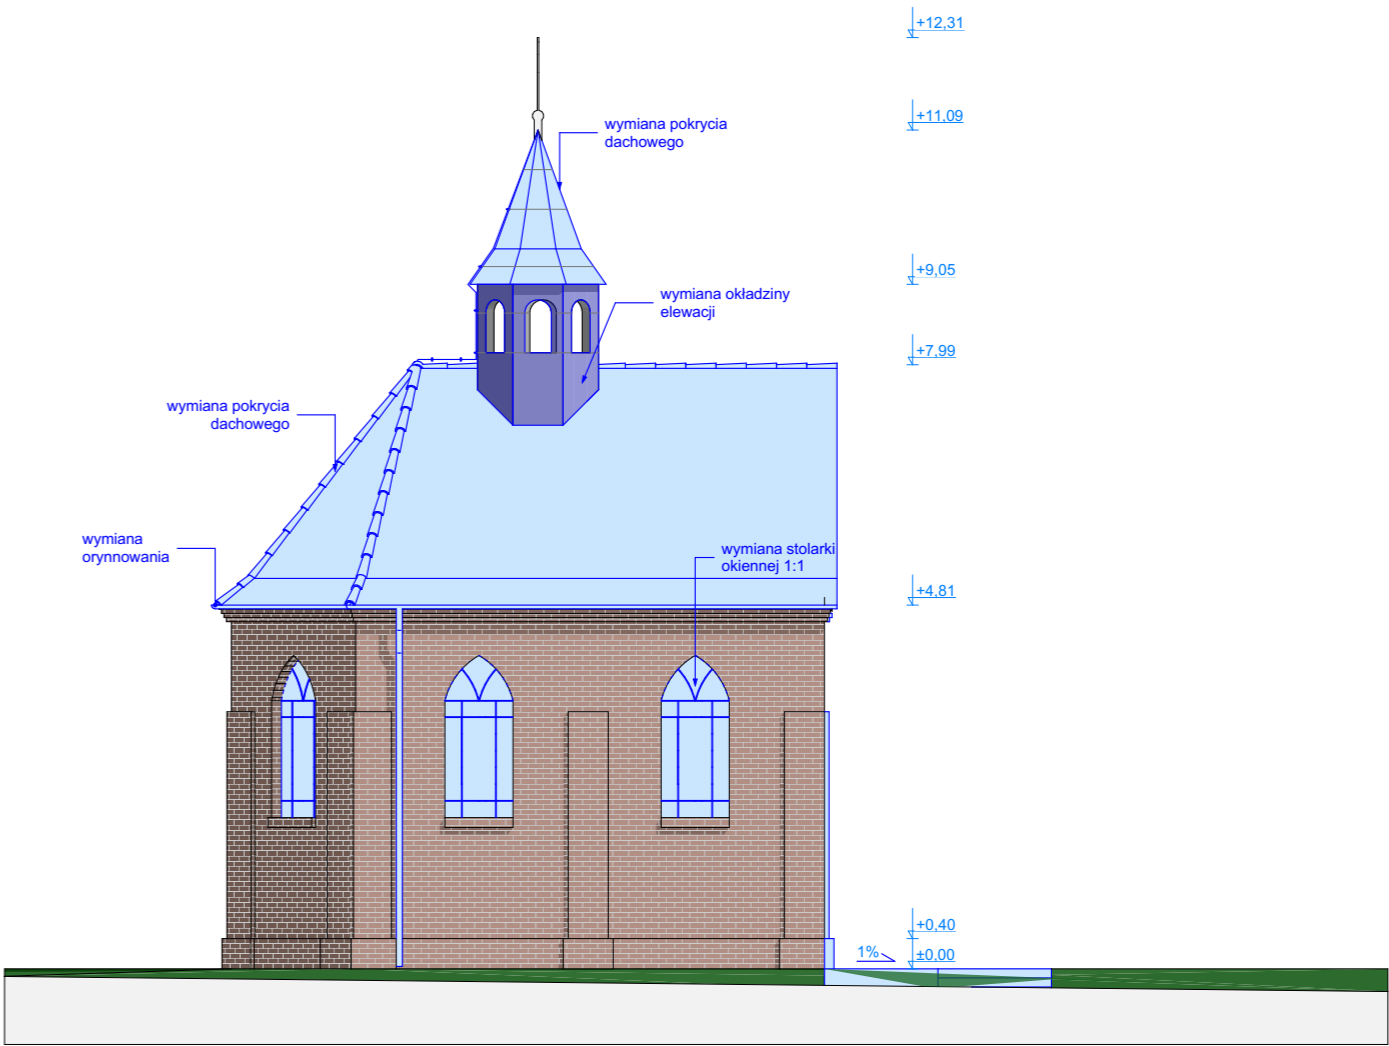 +12,31
+11,09
wymiana pokrycia
dachowego
+9,05
wymiana okładziny
elewacji
+7,99
wymiana pokrycia
dachowego
wymiana
orynnowania
wymiana stolarki
okiennej 1:1
+4,81
+0,40
1%
±0,00